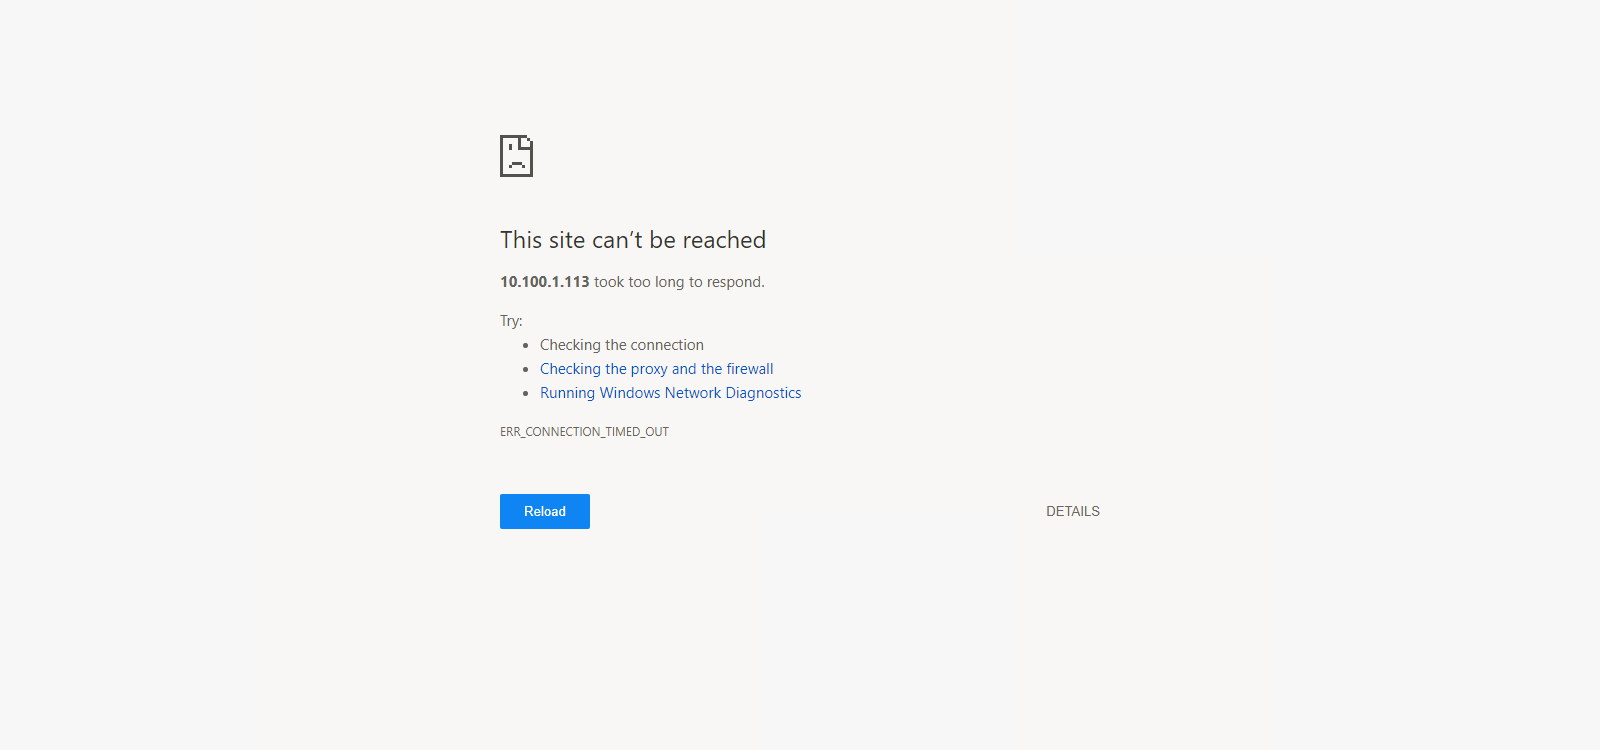 This site can’t be reached
10.100.1.113 took too long to respond.
Try:
Checking the connection
Checking the proxy and the firewall
Running Windows Network Diagnostics
ERR_CONNECTION_TIMED_OUT
Reload
DETAILS